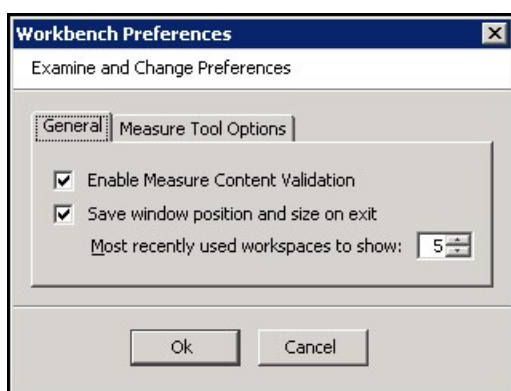 Workbench Preferences
Examine and Change Preferences
General Measure Tool Options
Enable Measure Content Validation
Save window position and size on exit
Most recently used workspaces to show: 5
Ok Cancel